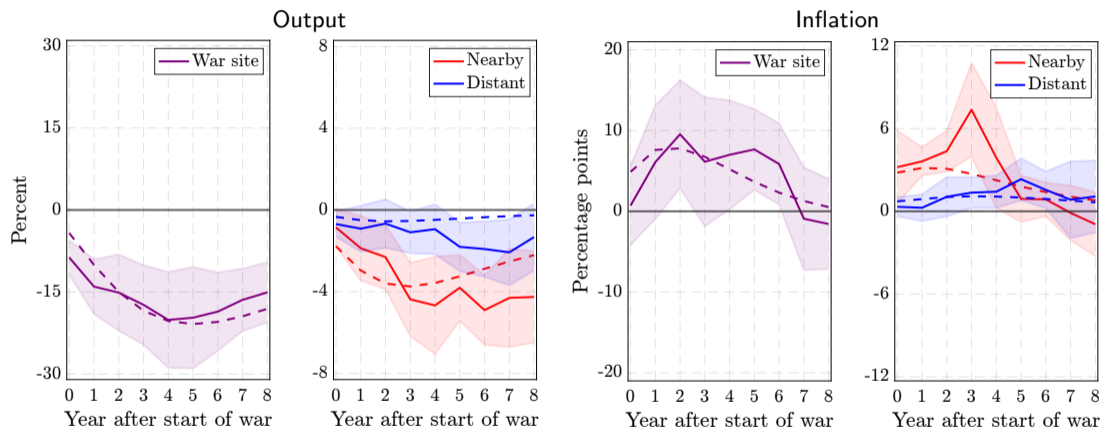 Output
Inflation
Percent
30
15
0
-15
-30
War site
0 1 2 3 4 5 6 7 8
Year after start of war
8
4
0
-4
-8
Nearby
Distant
0 1 2 3 4 5 6 7 8
Year after start of war
Percentage points
20
10
0
-10
-20
War site
0 1 2 3 4 5 6 7 8
Year after start of war
12
6
0
-6
-12
Nearby
Distant
0 1 2 3 4 5 6 7 8
Year after start of war